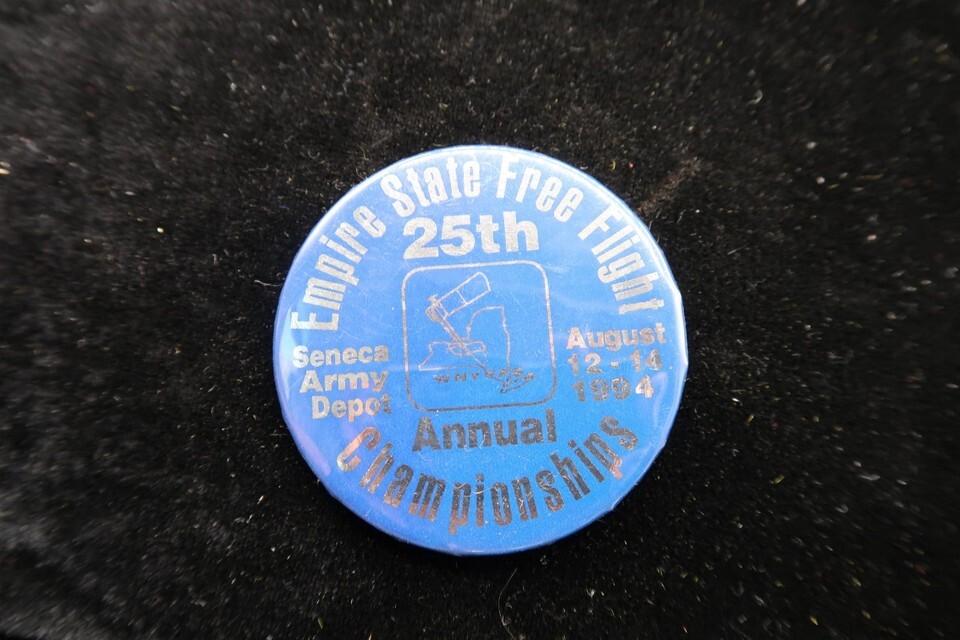 Empire State Free Flight
25th
Seneca
Army
Depot
August
12 - 14
1994
Annual
Championships